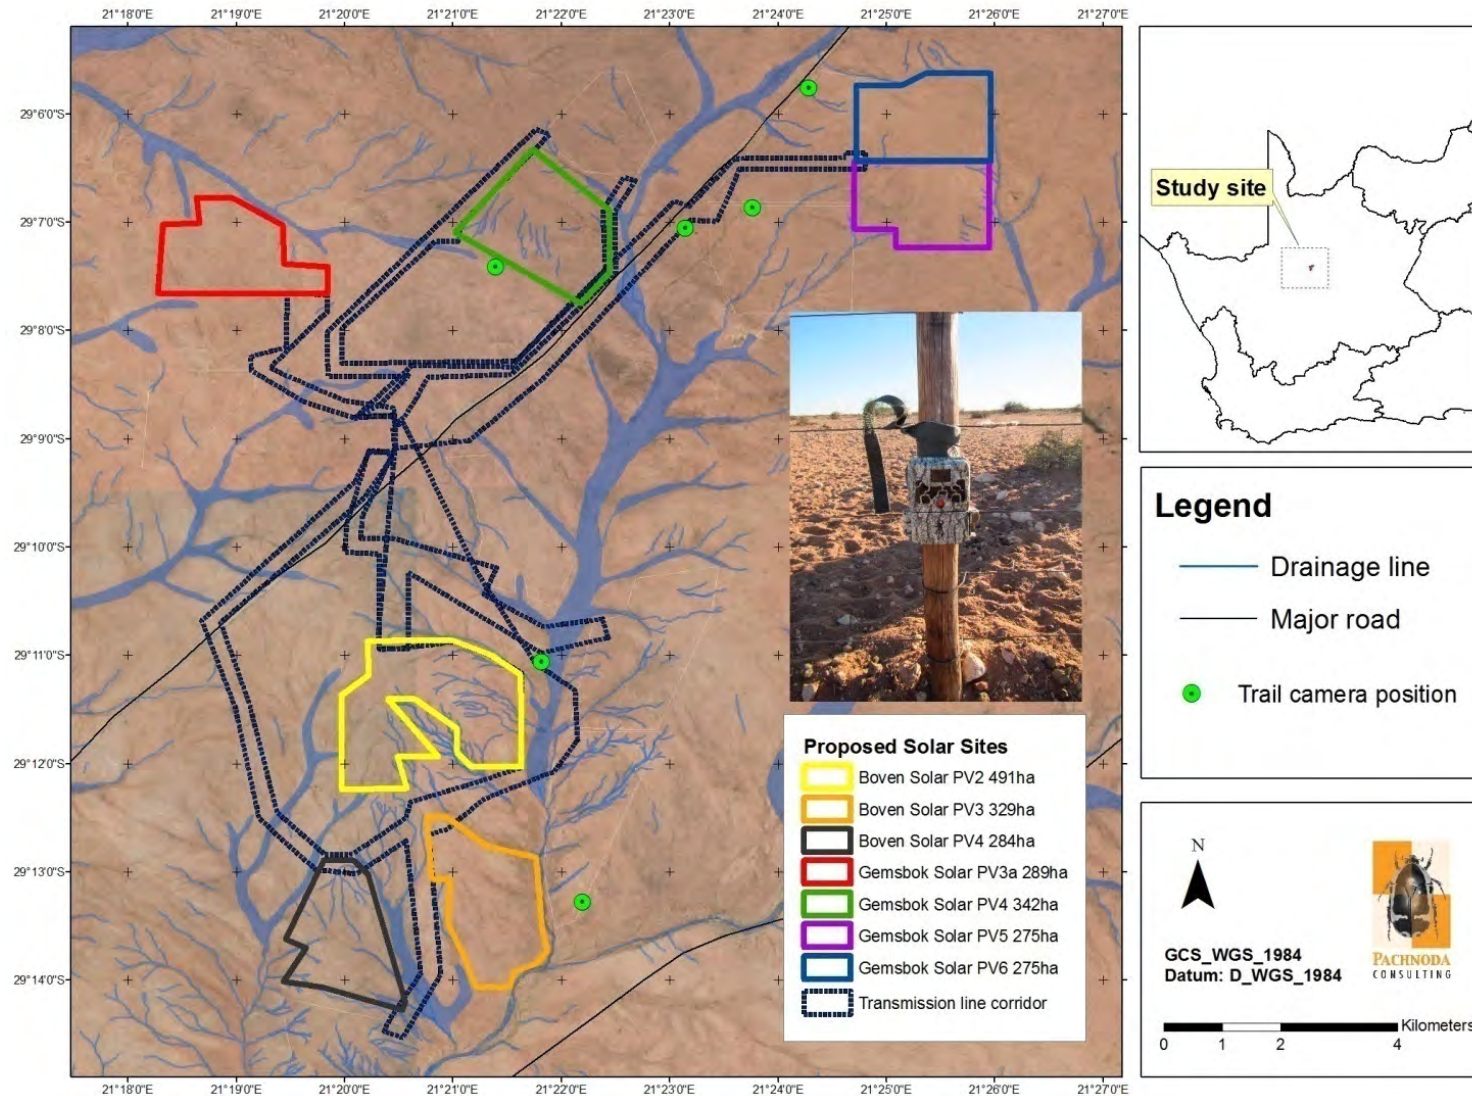 21°18'0"E 21°19'0"E 21°20'0"E 21°21'0"E 21°22'0"E 21°23'0"E 21°24'0"E 21°25'0"E 21°26'0"E 21°27'0"E
29°6'0"S
29°7'0"S
29°8'0"S
29°9'0"S
29°10'0"S
29°11'0"S
29°12'0"S
29°13'0"S
29°14'0"S
21°18'0"E 21°19'0"E 21°20'0"E 21°21'0"E 21°22'0"E 21°23'0"E 21°24'0"E 21°25'0"E 21°26'0"E 21°27'0"E
Proposed Solar Sites
Boven Solar PV2 491ha
Boven Solar PV3 329ha
Boven Solar PV4 284ha
Gemsbok Solar PV3a 289ha
Gemsbok Solar PV4 342ha
Gemsbok Solar PV5 275ha
Gemsbok Solar PV6 275ha
Transmission line corridor
Study site
Legend
Drainage line
Major road
Trail camera position
N
GCS_WGS_1984
Datum: D_WGS_1984
PACHNODA
CONSULTING
Kilometers
0 1 2 4